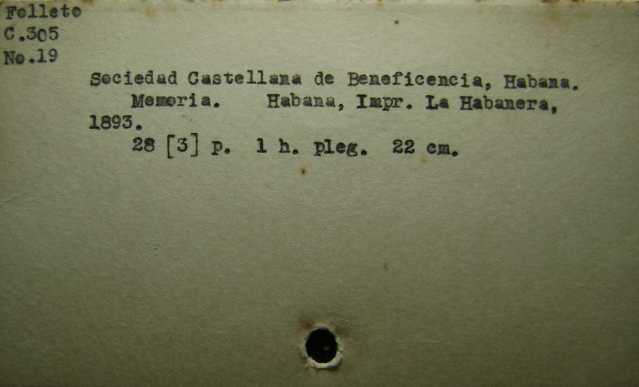 Folleto
C.305
No.19
Sociedad Castellana de Beneficencia, Habana.
Memoria. Habana, Impr. La Habanera,
1893.
28 [3] p. 1 h. pleg. 22 cm.